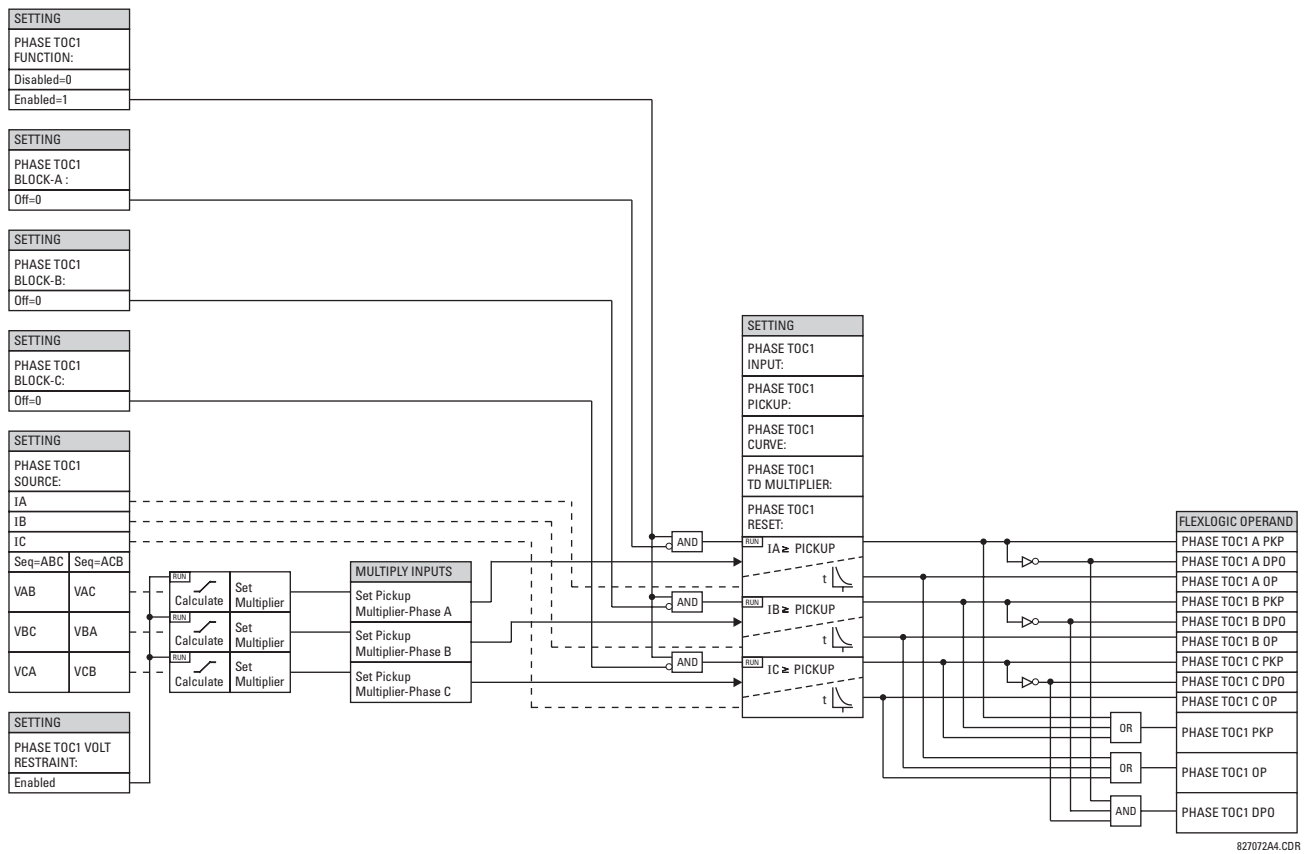 SETTING
PHASE TOC1
FUNCTION:
Disabled=0
Enabled=1
SETTING
PHASE TOC1
BLOCK-A :
Off=0
SETTING
PHASE TOC1
BLOCK-B:
Off=0
SETTING
PHASE TOC1
BLOCK-C:
Off=0
SETTING
PHASE TOC1
SOURCE:
IA
IB
IC
Seq=ABC Seq=ACB
VAB VAC
VBC VBA
VCA VCB
SETTING
PHASE TOC1 VOLT
RESTRAINT:
Enabled
RUN
Calculate
Set
Multiplier
RUN
Calculate
Set
Multiplier
RUN
Calculate
Set
Multiplier
MULTIPLY INPUTS
Set Pickup
Multiplier-Phase A
Set Pickup
Multiplier-Phase B
Set Pickup
Multiplier-Phase C
AND
AND
AND
SETTING
PHASE TOC1
INPUT:
PHASE TOC1
PICKUP:
PHASE TOC1
CURVE:
PHASE TOC1
TD MULTIPLIER:
PHASE TOC1
RESET:
RUN
IA ≥ PICKUP
t
RUN
IB ≥ PICKUP
t
RUN
IC ≥ PICKUP
t
OR
OR
AND
FLEXLOGIC OPERAND
PHASE TOC1 A PKP
PHASE TOC1 A DPO
PHASE TOC1 A OP
PHASE TOC1 B PKP
PHASE TOC1 B DPO
PHASE TOC1 B OP
PHASE TOC1 C PKP
PHASE TOC1 C DPO
PHASE TOC1 C OP
PHASE TOC1 PKP
PHASE TOC1 OP
PHASE TOC1 DPO
827072A4.CDR